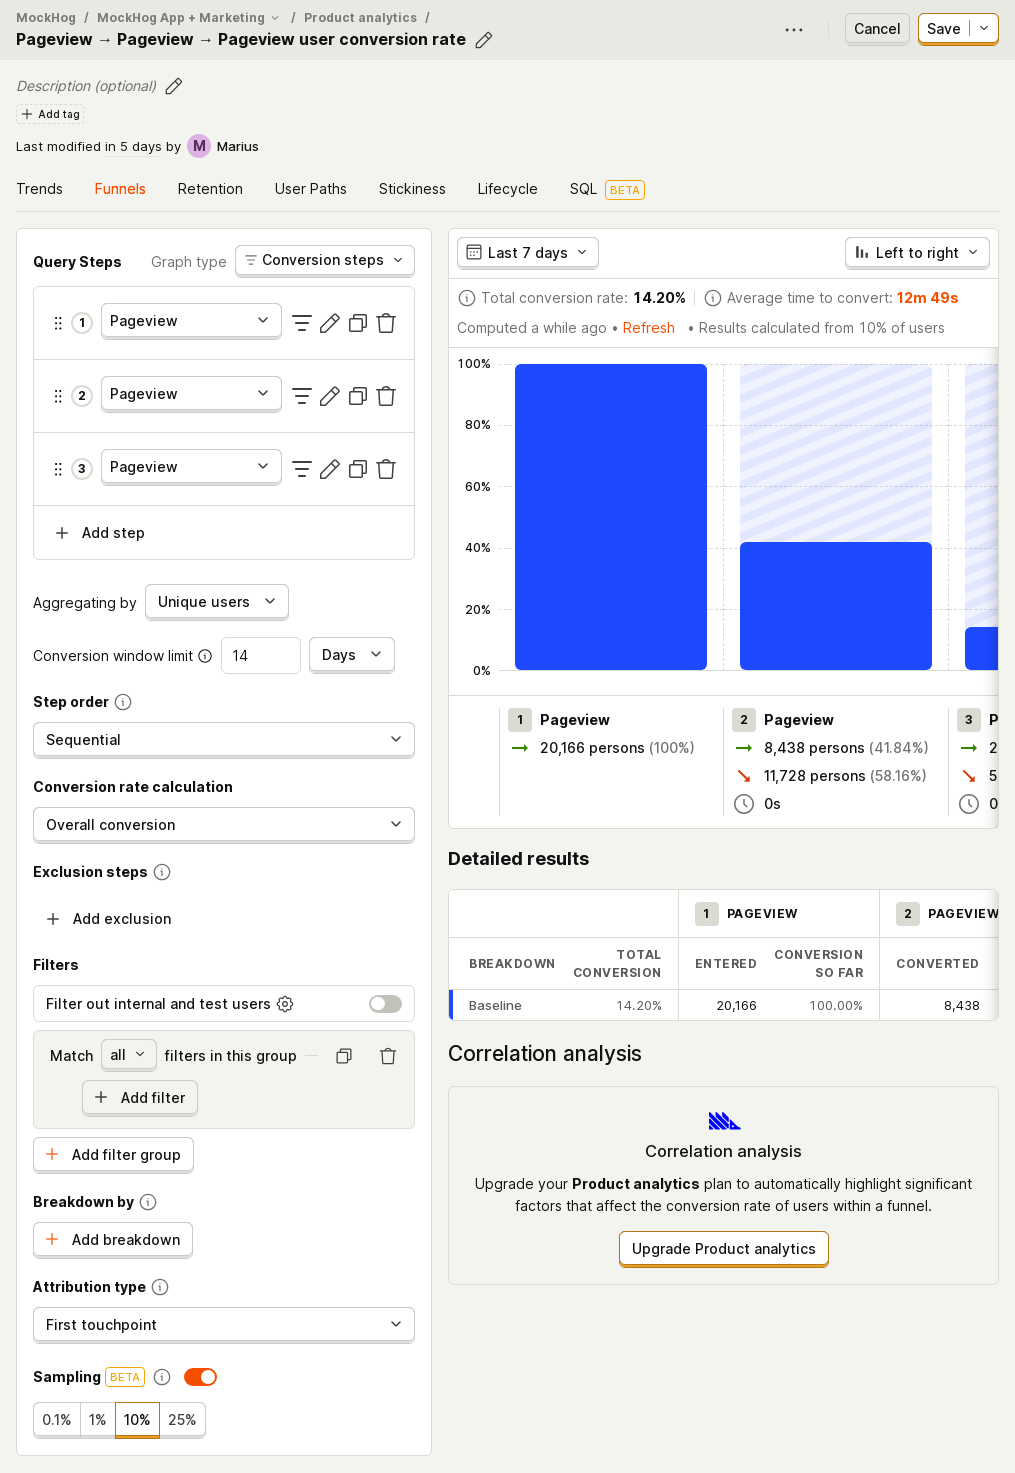 MockHog / MockHog App + Marketing / Product analytics /
Pageview → Pageview → Pageview user conversion rate
Cancel
Save
Description (optional)
Add tag
Last modified in 5 days by M Marius
Trends Funnels Retention User Paths Stickiness Lifecycle SQL BETA
Query Steps Graph type Conversion steps
1 Pageview
2 Pageview
3 Pageview
Add step
Aggregating by Unique users
Conversion window limit 14 Days
Step order
Sequential
Conversion rate calculation
Overall conversion
Exclusion steps
Add exclusion
Filters
Filter out internal and test users
Match all filters in this group
Add filter
Add filter group
Breakdown by
Add breakdown
Attribution type
First touchpoint
Sampling BETA
0.1% 1% 10% 25%
Last 7 days Left to right
Total conversion rate: 14.20% Average time to convert: 12m 49s
Computed a while ago • Refresh • Results calculated from 10% of users
100%
80%
60%
40%
20%
0%
1 Pageview
20,166 persons (100%)
2 Pageview
8,438 persons (41.84%)
11,728 persons (58.16%)
0s
3 P
2
5
0
Detailed results
1 PAGEVIEW 2 PAGEVIEW
BREAKDOWN TOTAL CONVERSION ENTERED CONVERSION SO FAR CONVERTED
Baseline 14.20% 20,166 100.00% 8,438
Correlation analysis
Correlation analysis
Upgrade your Product analytics plan to automatically highlight significant
factors that affect the conversion rate of users within a funnel.
Upgrade Product analytics